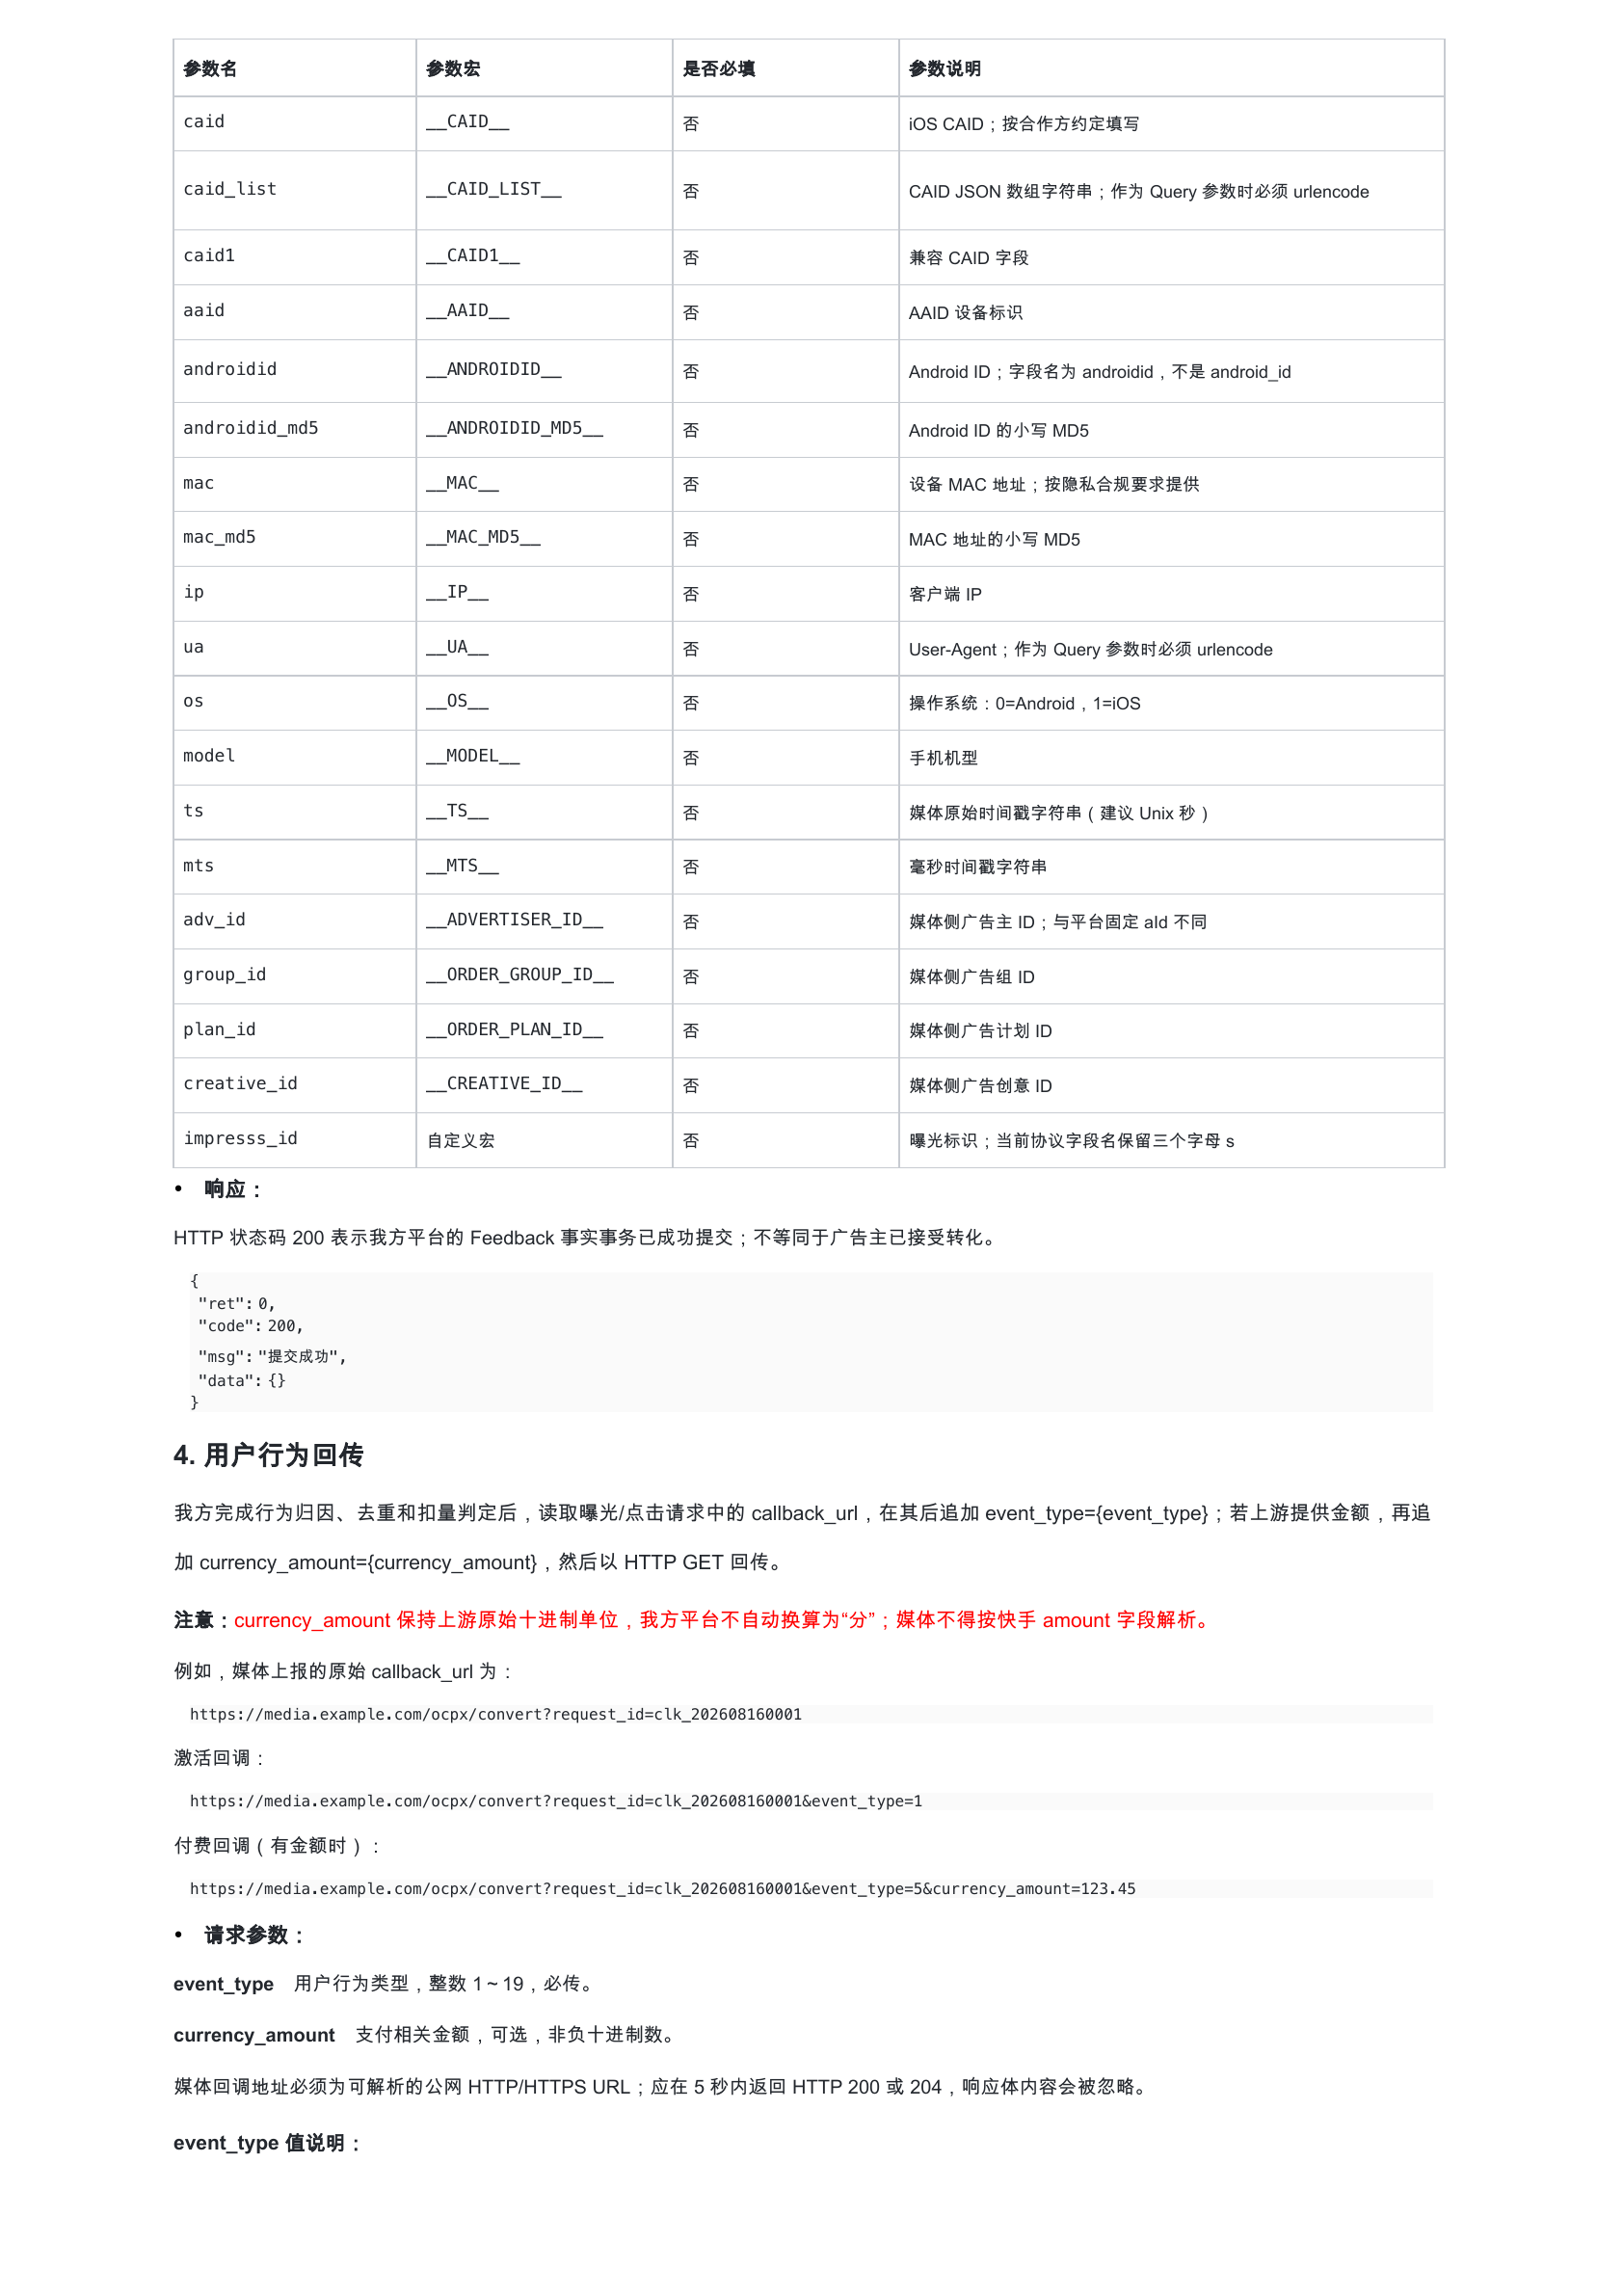 参数名 参数宏 是否必填 参数说明
caid __CAID__ 否 iOS CAID；按合作方约定填写
caid_list __CAID_LIST__ 否 CAID JSON 数组字符串；作为 Query 参数时必须 urlencode
caid1 __CAID1__ 否 兼容 CAID 字段
aaid __AAID__ 否 AAID 设备标识
androidid __ANDROIDID__ 否 Android ID；字段名为 androidid，不是 android_id
androidid_md5 __ANDROIDID_MD5__ 否 Android ID 的小写 MD5
mac __MAC__ 否 设备 MAC 地址；按隐私合规要求提供
mac_md5 __MAC_MD5__ 否 MAC 地址的小写 MD5
ip __IP__ 否 客户端 IP
ua __UA__ 否 User-Agent；作为 Query 参数时必须 urlencode
os __OS__ 否 操作系统：0=Android，1=iOS
model __MODEL__ 否 手机机型
ts __TS__ 否 媒体原始时间戳字符串（建议 Unix 秒）
mts __MTS__ 否 毫秒时间戳字符串
adv_id __ADVERTISER_ID__ 否 媒体侧广告主 ID；与平台固定 aId 不同
group_id __ORDER_GROUP_ID__ 否 媒体侧广告组 ID
plan_id __ORDER_PLAN_ID__ 否 媒体侧广告计划 ID
creative_id __CREATIVE_ID__ 否 媒体侧广告创意 ID
impresss_id 自定义宏 否 曝光标识；当前协议字段名保留三个字母 s
• 响应：
HTTP 状态码 200 表示我方平台的 Feedback 事实事务已成功提交；不等同于广告主已接受转化。
{
"ret": 0,
"code": 200,
"msg": "提交成功",
"data": {}
}
4. 用户行为回传
我方完成行为归因、去重和扣量判定后，读取曝光/点击请求中的 callback_url，在其后追加 event_type={event_type}；若上游提供金额，再追
加 currency_amount={currency_amount}，然后以 HTTP GET 回传。
注意：currency_amount 保持上游原始十进制单位，我方平台不自动换算为“分”；媒体不得按快手 amount 字段解析。
例如，媒体上报的原始 callback_url 为：
https://media.example.com/ocpx/convert?request_id=clk_202608160001
激活回调：
https://media.example.com/ocpx/convert?request_id=clk_202608160001&event_type=1
付费回调（有金额时）：
https://media.example.com/ocpx/convert?request_id=clk_202608160001&event_type=5&currency_amount=123.45
• 请求参数：
event_type 用户行为类型，整数 1～19，必传。
currency_amount 支付相关金额，可选，非负十进制数。
媒体回调地址必须为可解析的公网 HTTP/HTTPS URL；应在 5 秒内返回 HTTP 200 或 204，响应体内容会被忽略。
event_type 值说明：